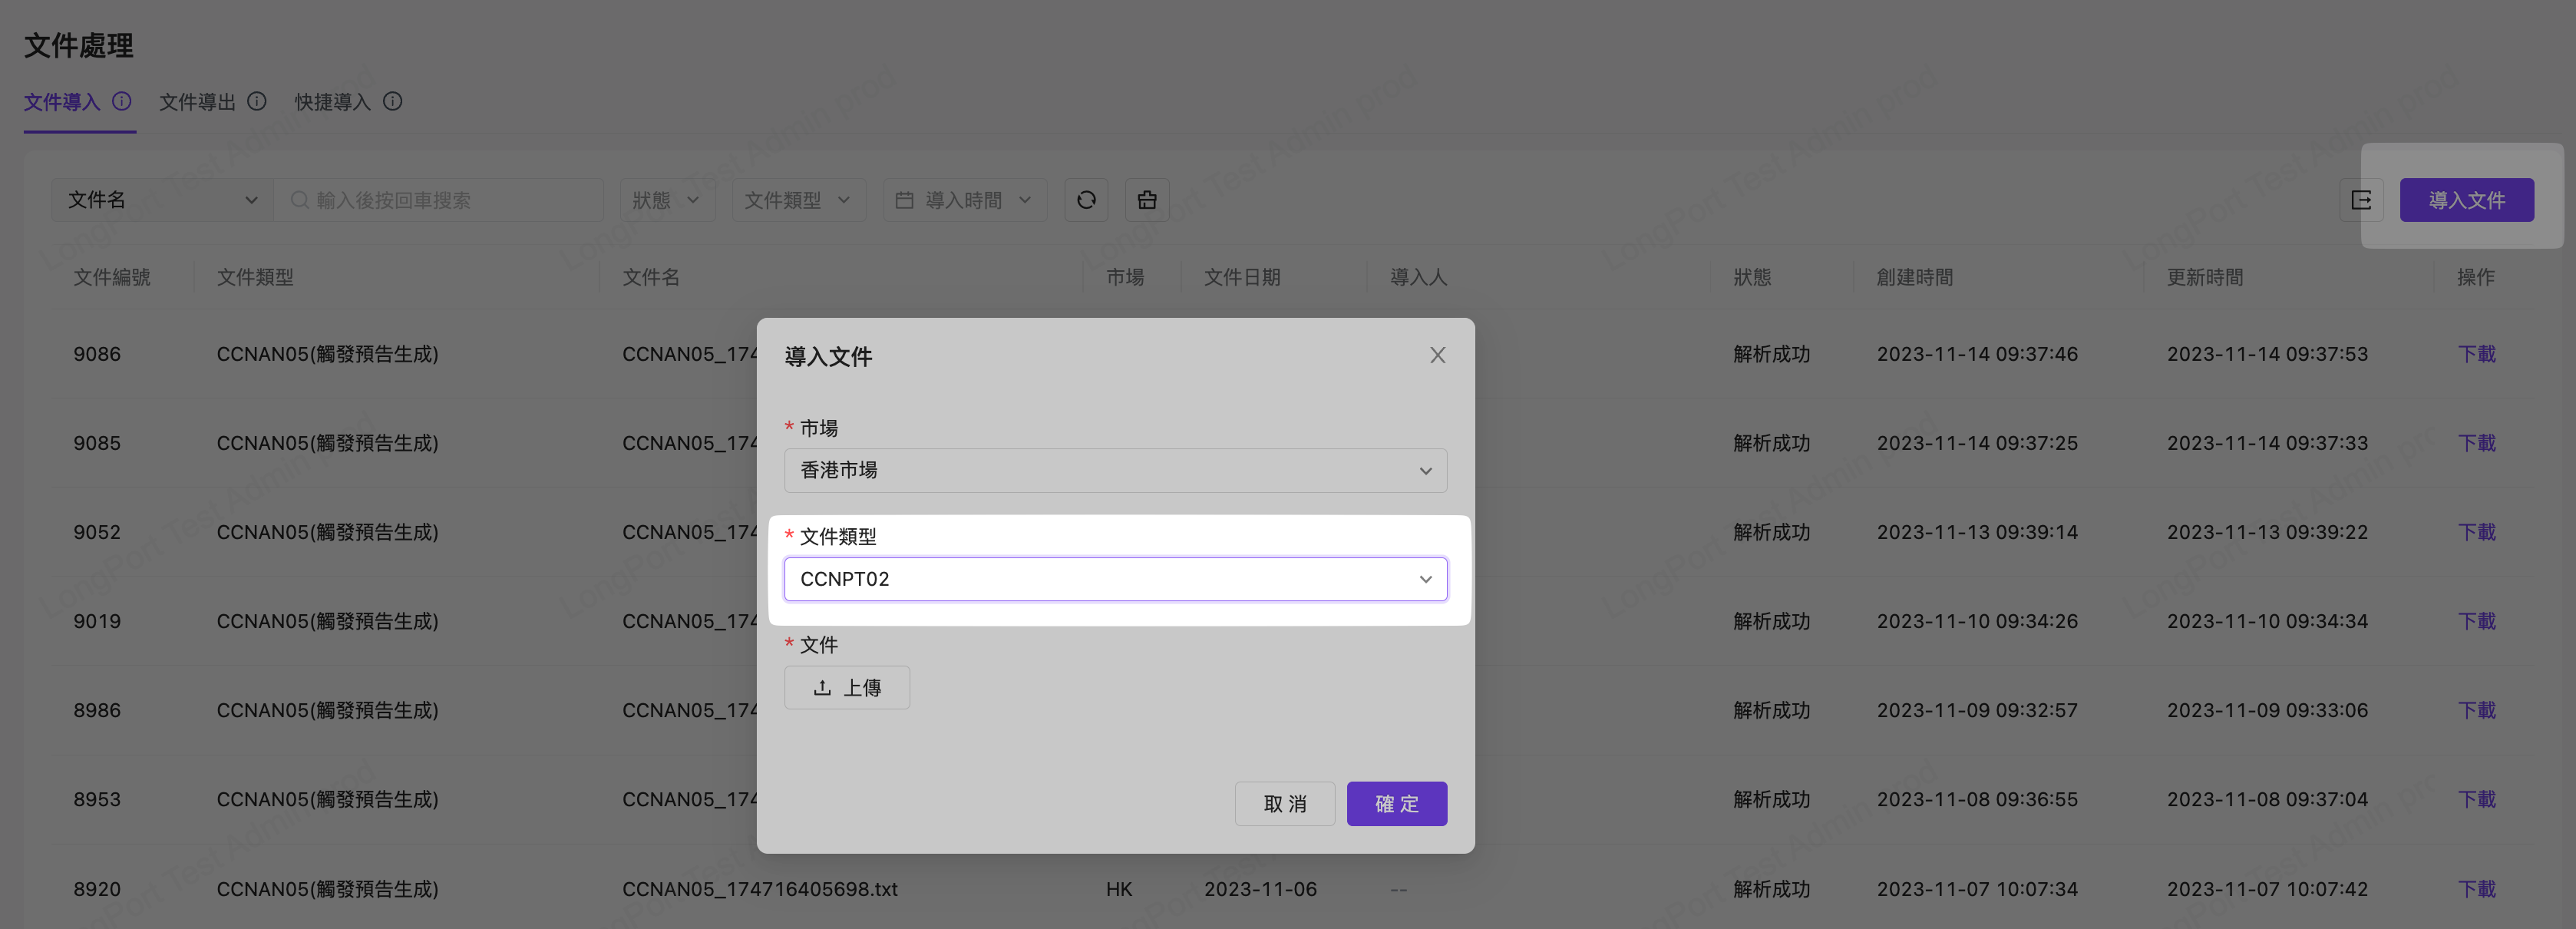 文件處理
文件導入 文件導出 快捷導入
文件名 輸入後按回車搜索 狀態 文件類型 導入時間 導入文件
文件編號 文件類型 文件名 市場 文件日期 導入人 狀態 創建時間 更新時間 操作
9086 CCNAN05(觸發預告生成) CCNAN05_174 解析成功 2023-11-14 09:37:46 2023-11-14 09:37:53 下載
9085 CCNAN05(觸發預告生成) CCNAN05_174 解析成功 2023-11-14 09:37:25 2023-11-14 09:37:33 下載
9052 CCNAN05(觸發預告生成) CCNAN05_174 解析成功 2023-11-13 09:39:14 2023-11-13 09:39:22 下載
9019 CCNAN05(觸發預告生成) CCNAN05_174 解析成功 2023-11-10 09:34:26 2023-11-10 09:34:34 下載
8986 CCNAN05(觸發預告生成) CCNAN05_174 解析成功 2023-11-09 09:32:57 2023-11-09 09:33:06 下載
8953 CCNAN05(觸發預告生成) CCNAN05_174 解析成功 2023-11-08 09:36:55 2023-11-08 09:37:04 下載
8920 CCNAN05(觸發預告生成) CCNAN05_174716405698.txt HK 2023-11-06 -- 解析成功 2023-11-07 10:07:34 2023-11-07 10:07:42 下載
導入文件
* 市場
香港市場
* 文件類型
CCNPT02
* 文件
上傳
取 消 確 定
LongPort Test Admin prod